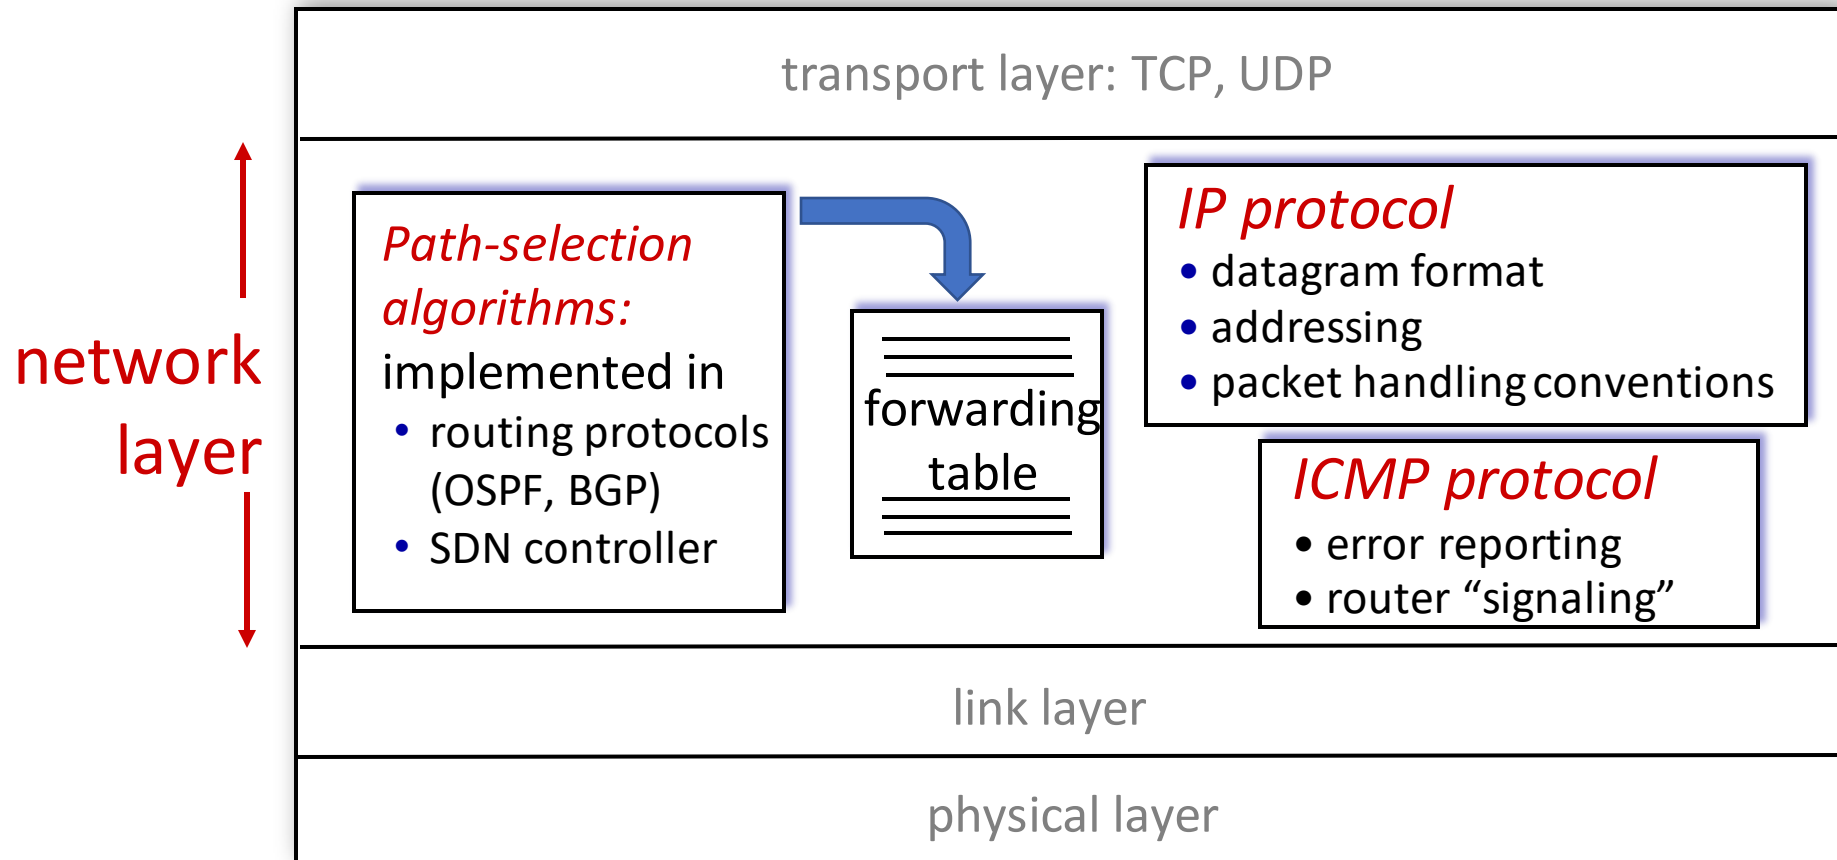 transport layer: TCP, UDP
network
layer
Path-selection
algorithms:
implemented in
• routing protocols
(OSPF, BGP)
• SDN controller
forwarding
table
IP protocol
• datagram format
• addressing
• packet handling conventions
ICMP protocol
• error reporting
• router “signaling”
link layer
physical layer